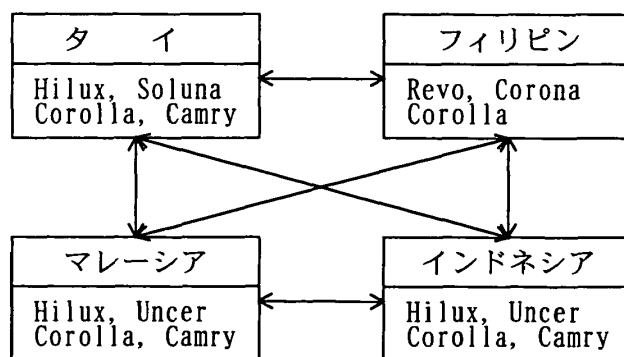 タ イ
Hilux, Soluna
Corolla, Camry
フィリピン
Revo, Corona
Corolla
マレーシア
Hilux, Uncer
Corolla, Camry
インドネシア
Hilux, Uncer
Corolla, Camry